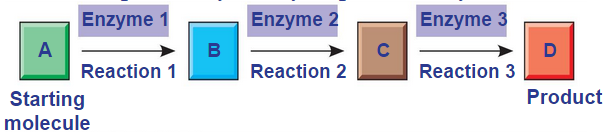 Enzyme 1 Enzyme 2 Enzyme 3
A B C D
Reaction 1 Reaction 2 Reaction 3
Starting Product
molecule